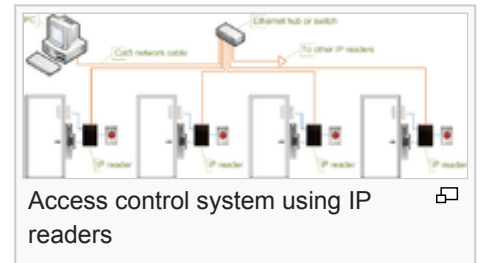 PC
Ethernet hub or switch
Cat5 network cable
To other IP readers
IP reader
IP reader
IP reader
IP reader
Access control system using IP
readers